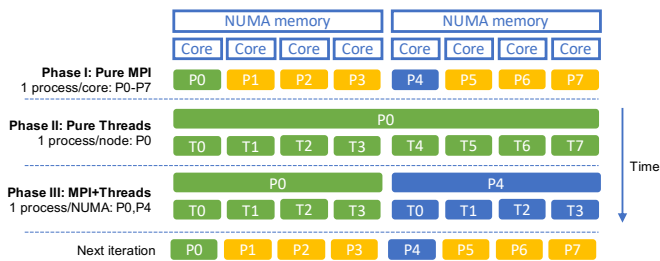 NUMA memory NUMA memory
Core Core Core Core Core Core Core Core
Phase I: Pure MPI
1 process/core: P0-P7
P0 P1 P2 P3 P4 P5 P6 P7
Phase II: Pure Threads
1 process/node: P0
P0
T0 T1 T2 T3 T4 T5 T6 T7
Time
Phase III: MPI+Threads
1 process/NUMA: P0,P4
P0 P4
T0 T1 T2 T3 T0 T1 T2 T3
Next iteration P0 P1 P2 P3 P4 P5 P6 P7